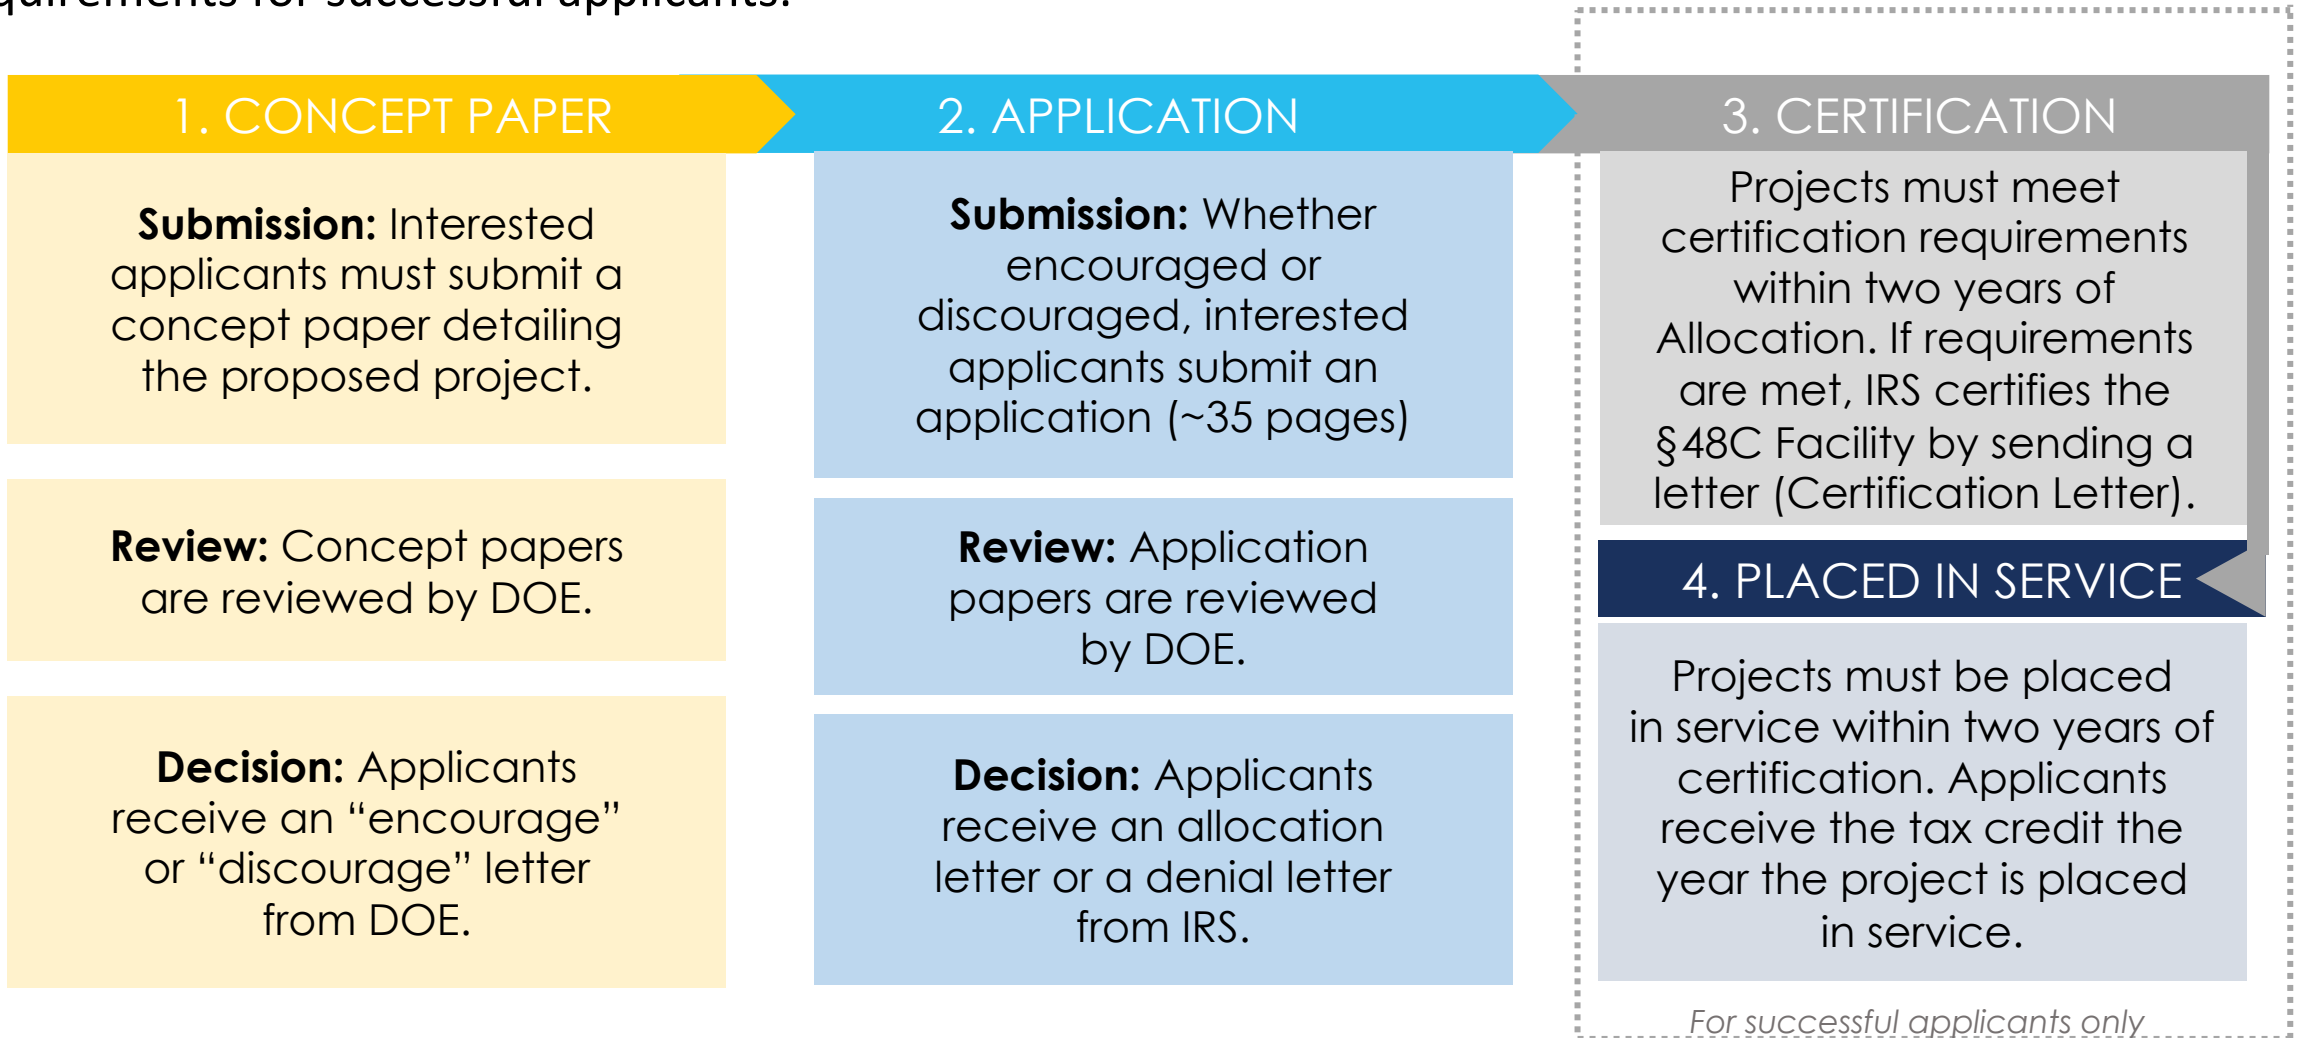 requirements for successful applicants.
1. CONCEPT PAPER
Submission: Interested
applicants must submit a
concept paper detailing
the proposed project.
Review: Concept papers
are reviewed by DOE.
Decision: Applicants
receive an “encourage”
or “discourage” letter
from DOE.
2. APPLICATION
Submission: Whether
encouraged or
discouraged, interested
applicants submit an
application (~35 pages)
Review: Application
papers are reviewed
by DOE.
Decision: Applicants
receive an allocation
letter or a denial letter
from IRS.
3. CERTIFICATION
Projects must meet
certification requirements
within two years of
Allocation. If requirements
are met, IRS certifies the
§48C Facility by sending a
letter (Certification Letter).
4. PLACED IN SERVICE
Projects must be placed
in service within two years of
certification. Applicants
receive the tax credit the
year the project is placed
in service.
For successful applicants only